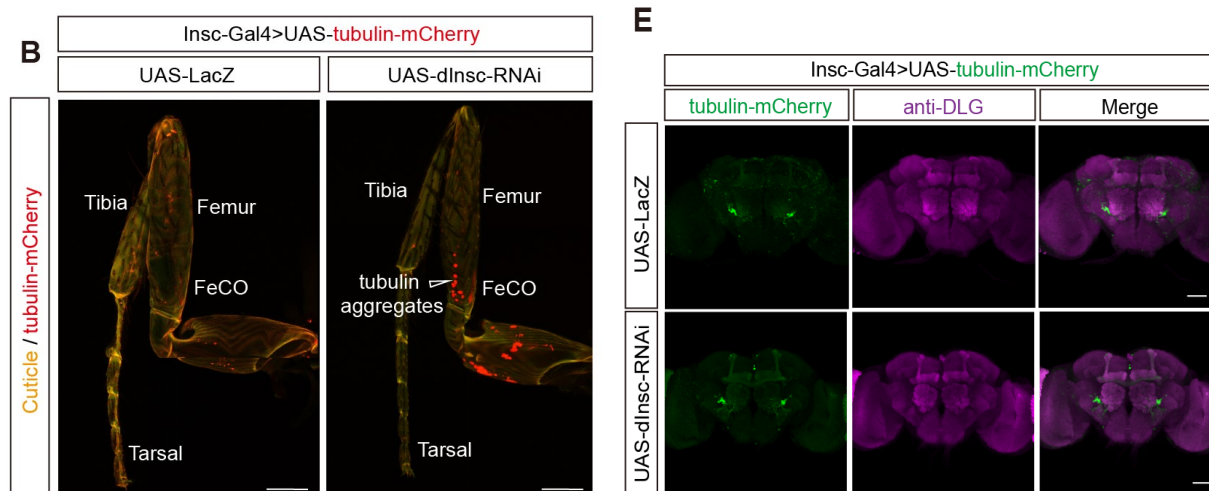 B
Insc-Gal4>UAS-tubulin-mCherry
UAS-LacZ
UAS-dInsc-RNAi
Cuticle / tubulin-mCherry
Tibia
Femur
FeCO
Tarsal
Tibia
Femur
tubulin
aggregates
FeCO
Tarsal
E
Insc-Gal4>UAS-tubulin-mCherry
tubulin-mCherry
anti-DLG
Merge
UAS-LacZ
UAS-dInsc-RNAi